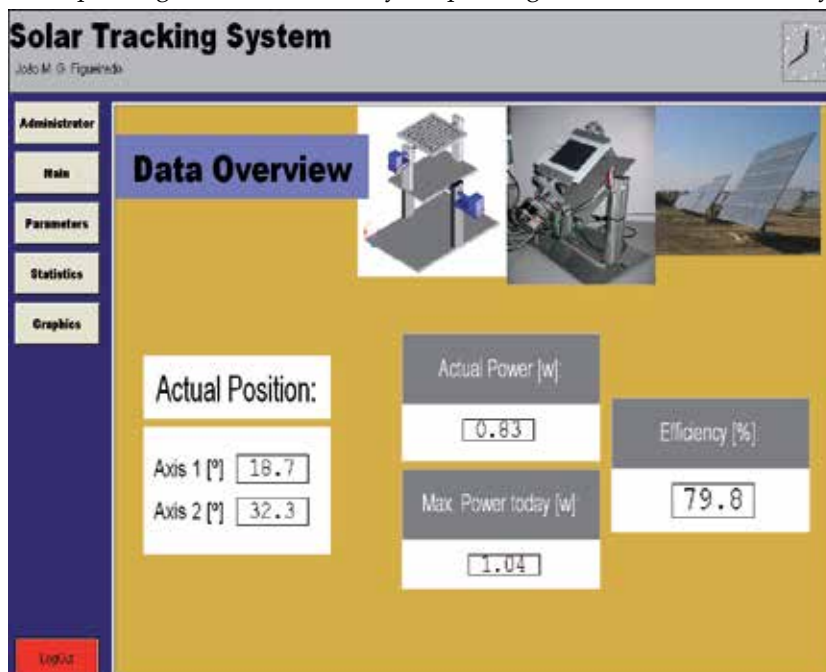 Solar Tracking System
João M. G. Figueiredo
Administrator
Main
Parameters
Statistics
Graphics
LogOut
Data Overview
Actual Position:
Axis 1 [º] 18.7
Axis 2 [º] 32.3
Actual Power [w]:
0.83
Max. Power today [w]
1.04
Efficiency [%]
79.8